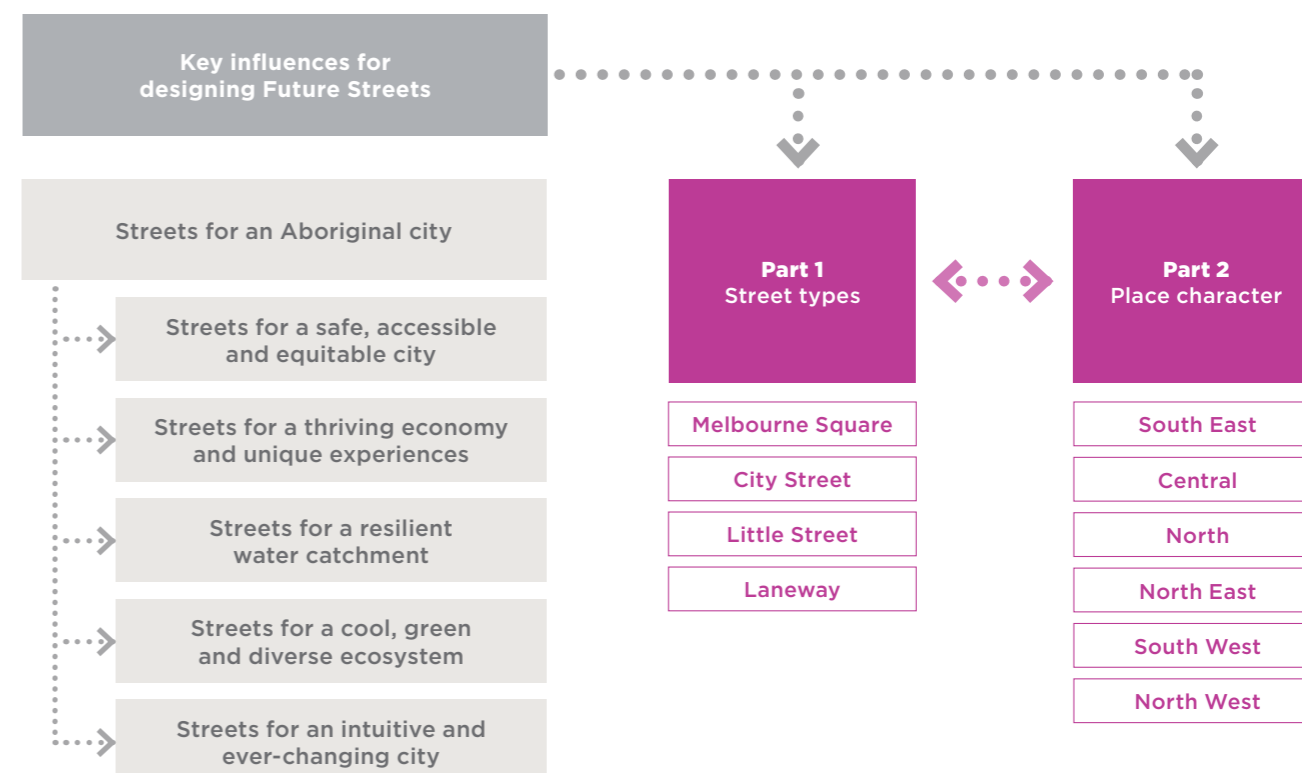 Key influences for
designing Future Streets
Streets for an Aboriginal city
Streets for a safe, accessible
and equitable city
Streets for a thriving economy
and unique experiences
Streets for a resilient
water catchment
Streets for a cool, green
and diverse ecosystem
Streets for an intuitive and
ever-changing city
Part 1
Street types
Melbourne Square
City Street
Little Street
Laneway
Part 2
Place character
South East
Central
North
North East
South West
North West